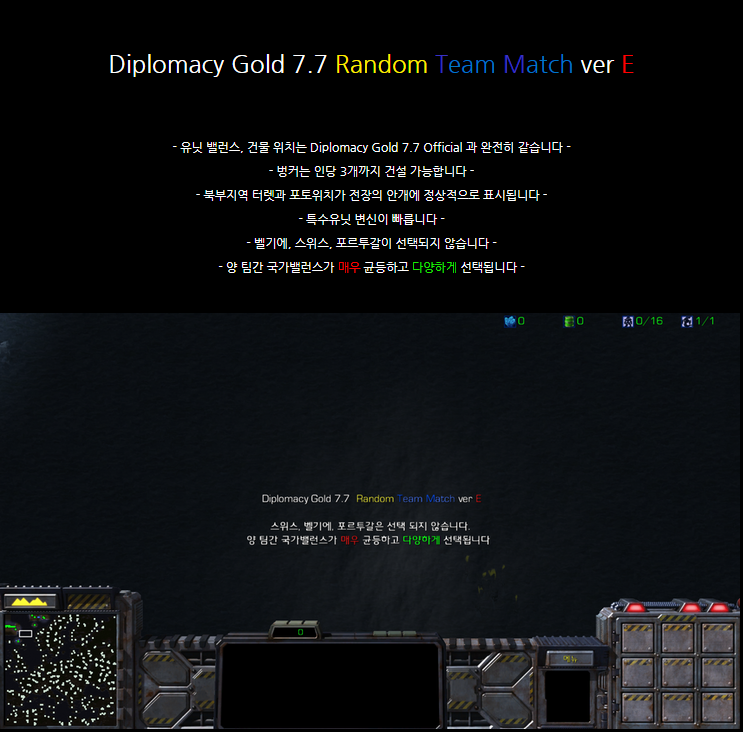 Diplomacy Gold 7.7 Random Team Match ver E
- 유닛 밸런스, 건물 위치는 Diplomacy Gold 7.7 Official 과 완전히 같습니다 -
- 벙커는 인당 3개까지 건설 가능합니다 -
- 북부지역 터렛과 포토위치가 전장의 안개에 정상적으로 표시됩니다 -
- 특수유닛 변신이 빠릅니다 -
- 벨기에, 스위스, 포르투갈이 선택되지 않습니다 -
- 양 팀간 국가밸런스가 매우 균등하고 다양하게 선택됩니다 -
0 0 0/16 1/1
Diplomacy Gold 7.7 Random Team Match ver E
스위스, 벨기에, 포르투갈은 선택 되지 않습니다.
양 팀간 국가밸런스가 매우 균등하고 다양하게 선택됩니다
0
메뉴